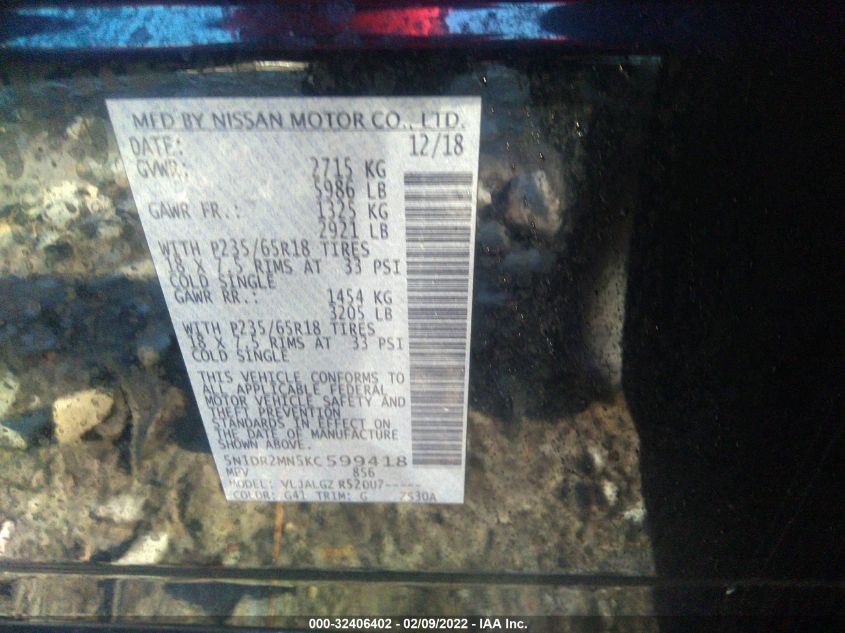 MFD BY NISSAN MOTOR CO., LTD.
DATE: 12/18
GVWR: 2715 KG
5986 LB
GAWR FR.: 1325 KG
2921 LB
WITH P235/65R18 TIRES
18 X 7.5 RIMS AT 33 PSI
COLD SINGLE
GAWR RR.: 1454 KG
3205 LB
WITH P235/65R18 TIRES
18 X 7.5 RIMS AT 33 PSI
COLD SINGLE
THIS VEHICLE CONFORMS TO
ALL APPLICABLE FEDERAL
MOTOR VEHICLE SAFETY AND
THEFT PREVENTION
STANDARDS IN EFFECT ON
THE DATE OF MANUFACTURE
SHOWN ABOVE.
5N1DR2MN5KC599418
MPV 856
MODEL: VLJALGZ R52DU7-----
COLOR: G41 TRIM: G ZS30A
000-32406402 - 02/09/2022 - IAA Inc.